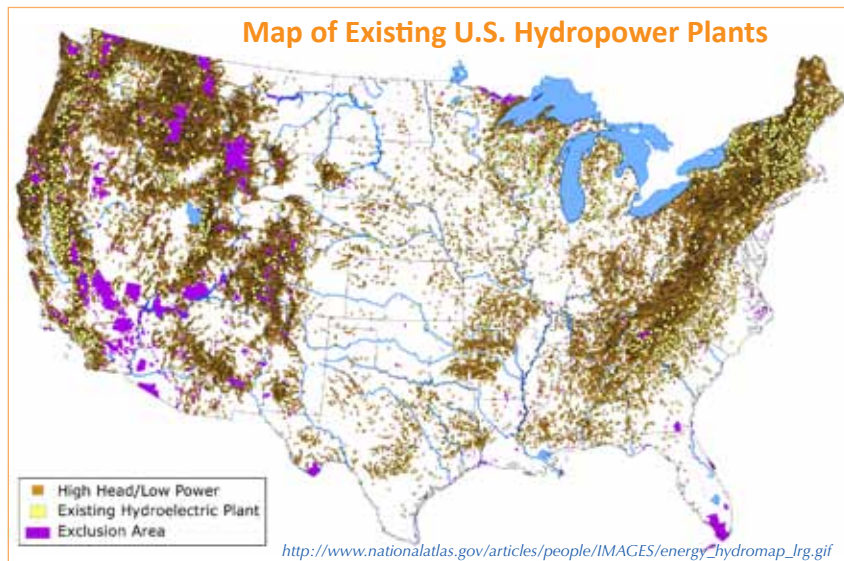 Map of Existing U.S. Hydropower Plants
High Head/Low Power
Existing Hydroelectric Plant
Exclusion Area
http://www.nationalatlas.gov/articles/people/IMAGES/energy_hydromap_lrg.gif